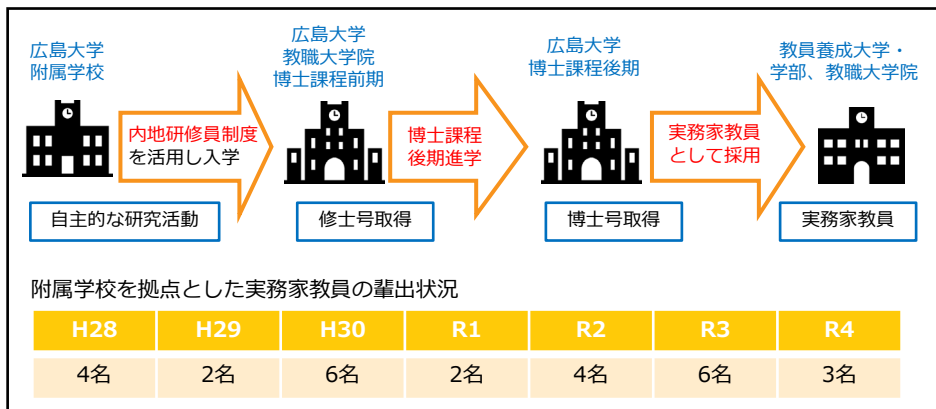 広島大学
附属学校
広島大学
教職大学院
博士課程前期
広島大学
博士課程後期
教員養成大学・
学部、教職大学院
内地研修員制度
を活用し入学
博士課程
後期進学
実務家教員
として採用
自主的な研究活動
修士号取得
博士号取得
実務家教員
附属学校を拠点とした実務家教員の輩出状況
H28 H29 H30 R1 R2 R3 R4
4名 2名 6名 2名 4名 6名 3名